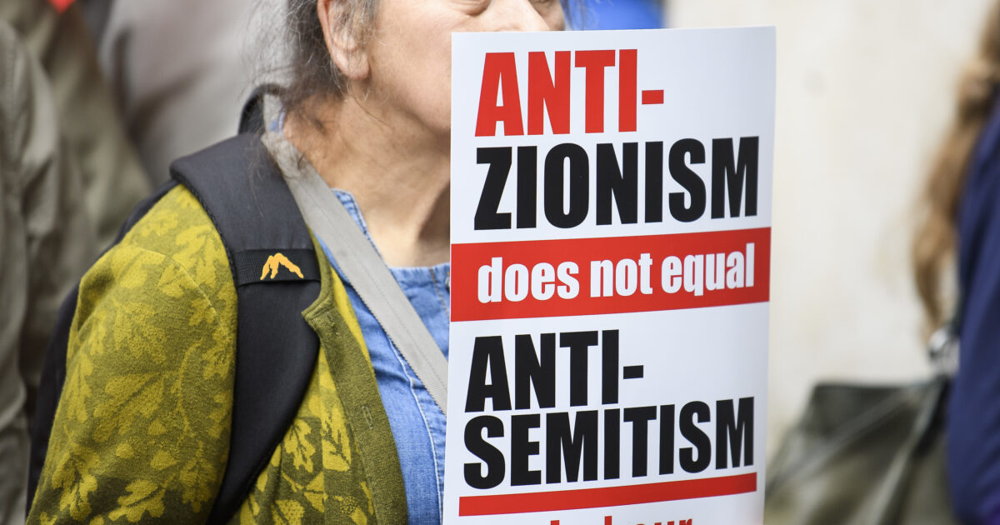 ANTI-
ZIONISM
does not equal
ANTI-
SEMITISM